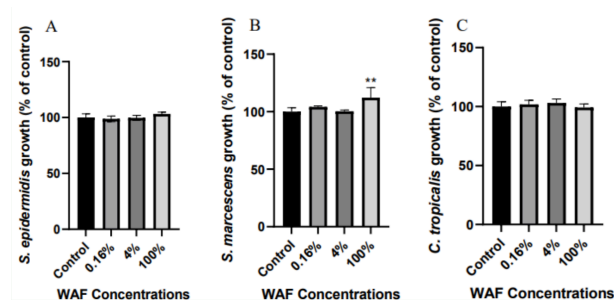 A
S. epidermidis growth (% of control)
150
100
50
0
Control
0.16%
4%
100%
WAF Concentrations
B
S. marcescens growth (% of control)
150
100
50
0
**
Control
0.16%
4%
100%
WAF Concentrations
C
C. tropicalis growth (% of control)
150
100
50
0
Control
0.16%
4%
100%
WAF Concentrations